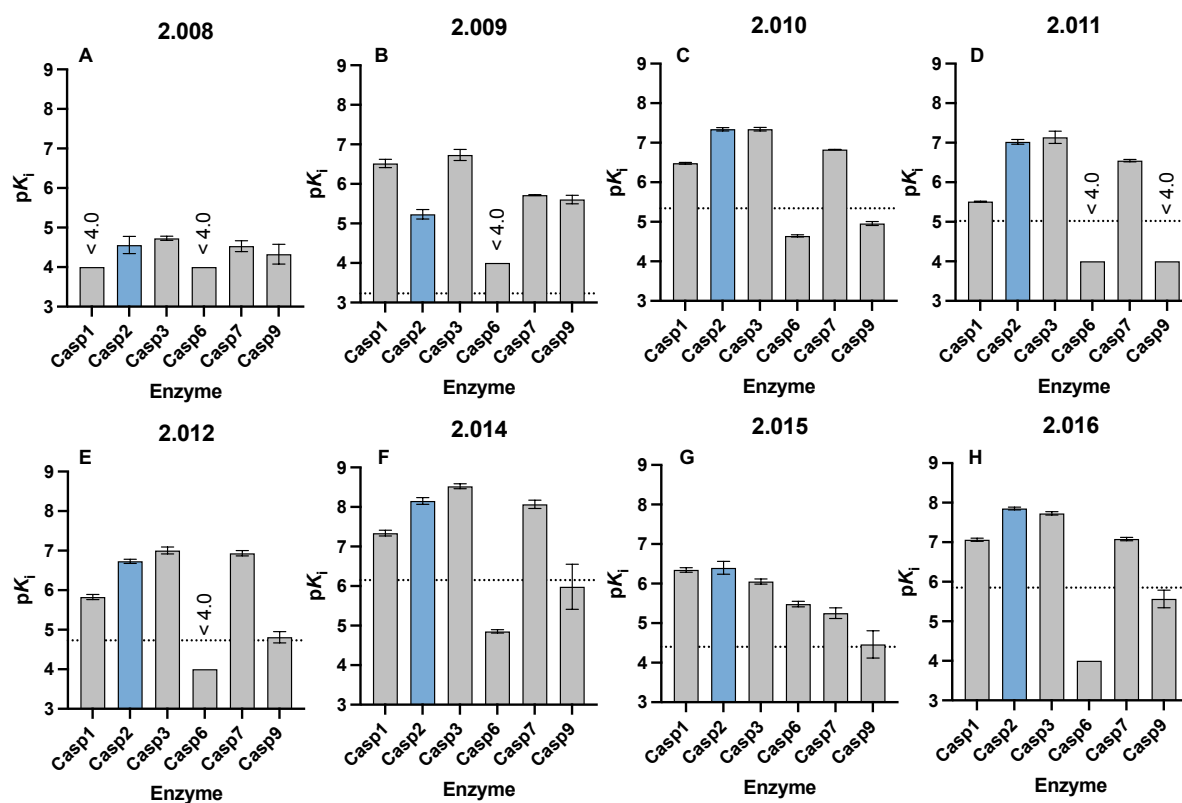 2.008
A
pKi
9
8
7
6
5
4
3
< 4.0
< 4.0
Casp1
Casp2
Casp3
Casp6
Casp7
Casp9
Enzyme
2.009
B
pKi
9
8
7
6
5
4
3
< 4.0
Casp1
Casp2
Casp3
Casp6
Casp7
Casp9
Enzyme
2.010
C
pKi
9
8
7
6
5
4
3
Casp1
Casp2
Casp3
Casp6
Casp7
Casp9
Enzyme
2.011
D
pKi
9
8
7
6
5
4
3
< 4.0
< 4.0
Casp1
Casp2
Casp3
Casp6
Casp7
Casp9
Enzyme
2.012
E
pKi
9
8
7
6
5
4
3
< 4.0
Casp1
Casp2
Casp3
Casp6
Casp7
Casp9
Enzyme
2.014
F
pKi
9
8
7
6
5
4
3
Casp1
Casp2
Casp3
Casp6
Casp7
Casp9
Enzyme
2.015
G
pKi
9
8
7
6
5
4
3
Casp1
Casp2
Casp3
Casp6
Casp7
Casp9
Enzyme
2.016
H
pKi
9
8
7
6
5
4
3
Casp1
Casp2
Casp3
Casp6
Casp7
Casp9
Enzyme